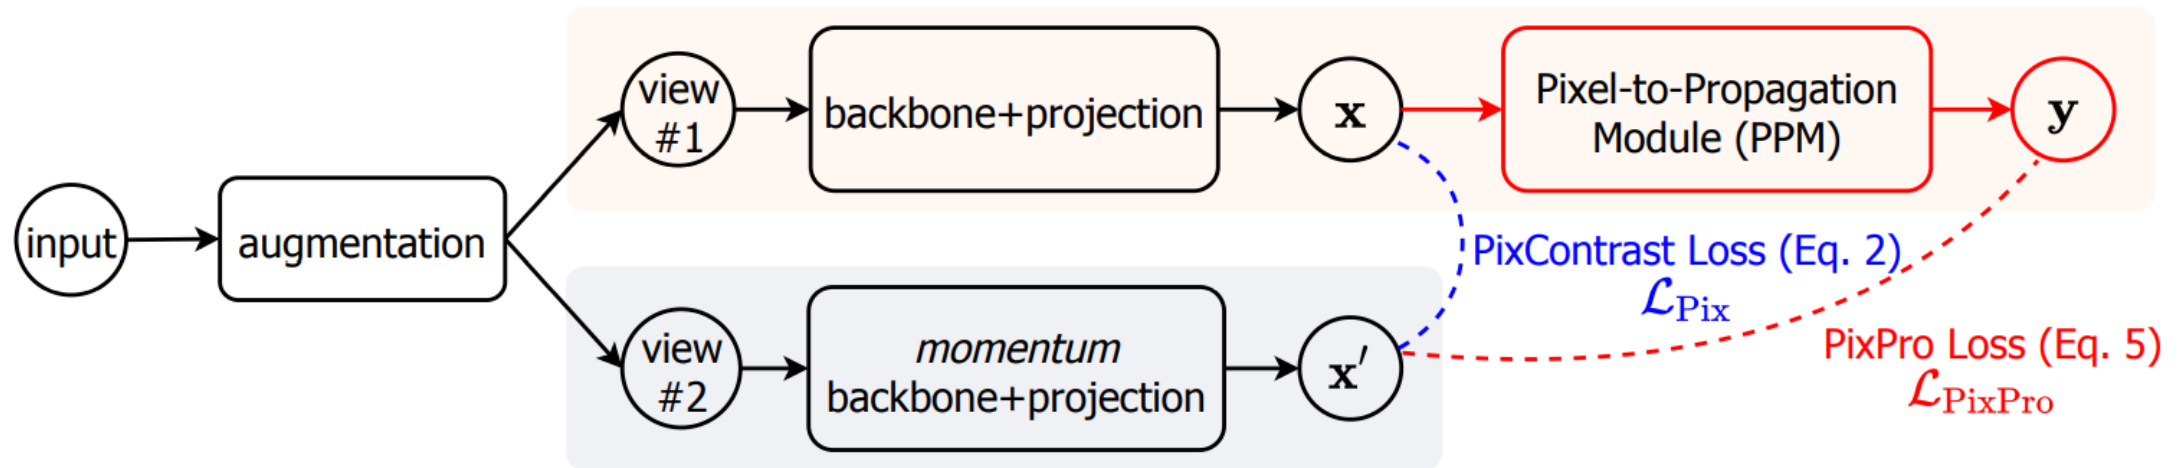 input
augmentation
view
#1
backbone+projection
x
Pixel-to-Propagation
Module (PPM)
y
view
#2
momentum
backbone+projection
x′
PixContrast Loss (Eq. 2)
ℒPix
PixPro Loss (Eq. 5)
ℒPixPro